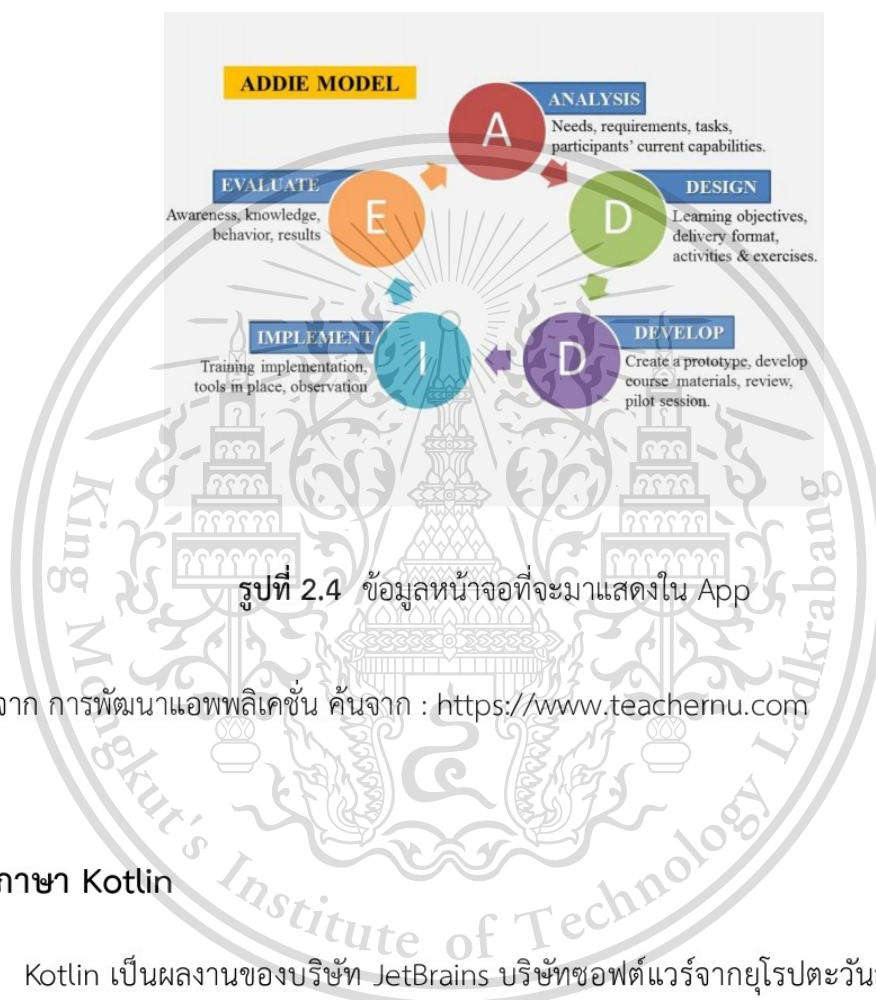 ADDIE MODEL
A
ANALYSIS
Needs, requirements, tasks,
participants' current capabilities.
EVALUATE
Awareness, knowledge,
behavior, results
E
D
DESIGN
Learning objectives,
delivery format,
activities & exercises.
IMPLEMENT
Training implementation,
tools in place, observation
I
D
DEVELOP
Create a prototype, develop
course materials, review,
pilot session.
King Mongkut's Institute of Technology Ladkrabang
รูปที่ 2.4 ข้อมูลหน้าจอที่จะมาแสดงใน App
จาก การพัฒนาแอพพลิเคชั่น ค้นจาก : https://www.teachernu.com
ภาษา Kotlin
Kotlin เป็นผลงานของบริษัท JetBrains บริษัทซอฟต์แวร์จากยุโรปตะวัน